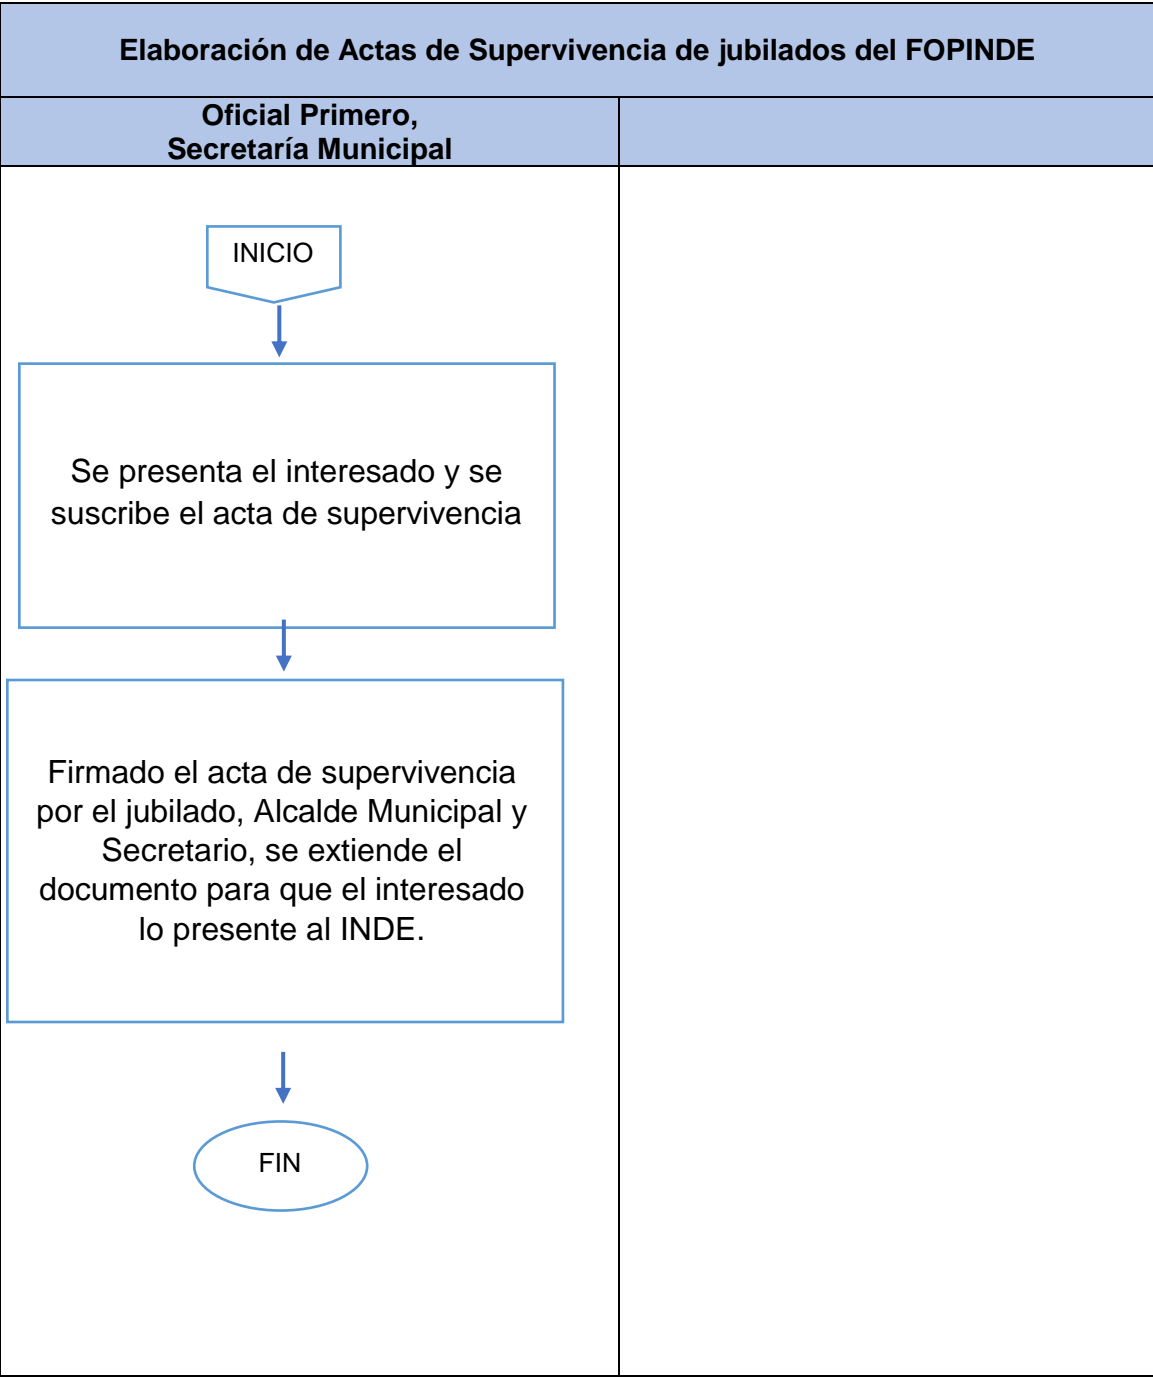 Elaboración de Actas de Supervivencia de jubilados del FOPINDE
Oficial Primero,
Secretaría Municipal
INICIO
Se presenta el interesado y se
suscribe el acta de supervivencia
Firmado el acta de supervivencia
por el jubilado, Alcalde Municipal y
Secretario, se extiende el
documento para que el interesado
lo presente al INDE.
FIN